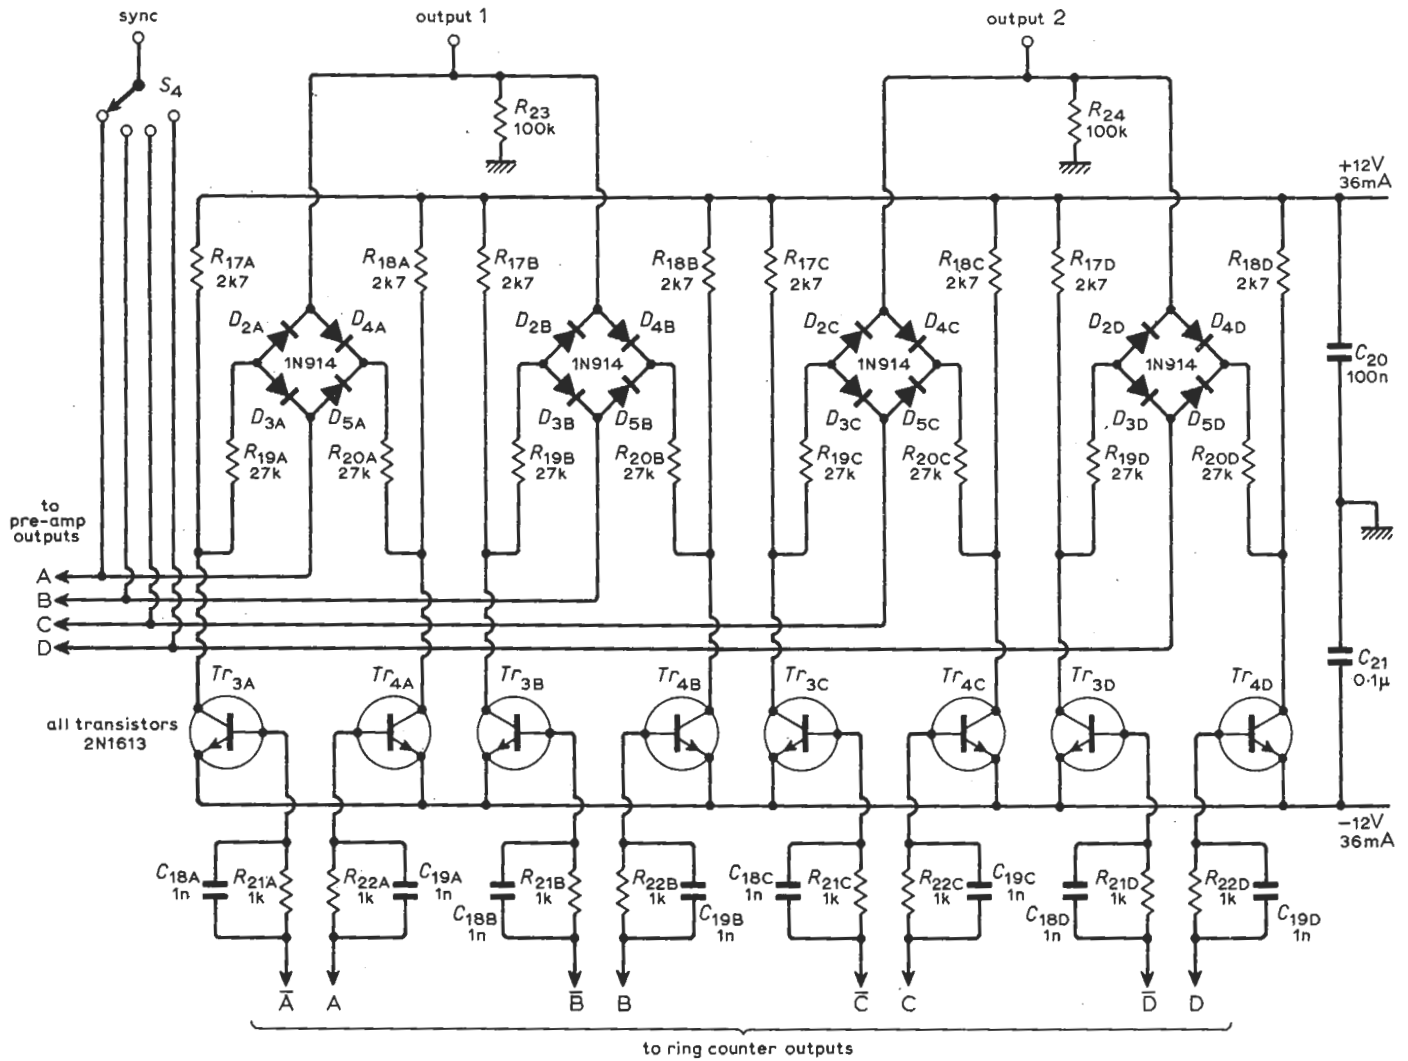 sync
output 1
output 2
S4
R23
100k
R24
100k
+12V
36mA
R17A
2k7
R18A
2k7
R17B
2k7
R18B
2k7
R17C
2k7
R18C
2k7
R17D
2k7
R18D
2k7
D2A
D4A
1N914
D3A
D5A
D2B
D4B
1N914
D3B
D5B
D2C
D4C
1N914
D3C
D5C
D2D
D4D
1N914
D3D
D5D
C20
100n
R19A
27k
R20A
27k
R19B
27k
R20B
27k
R19C
27k
R20C
27k
R19D
27k
R20D
27k
to
pre-amp
outputs
A
B
C
D
Tr3A
Tr4A
Tr3B
Tr4B
Tr3C
Tr4C
Tr3D
Tr4D
C21
0·1µ
all transistors
2N1613
-12V
36mA
C18A
1n
R21A
1k
R22A
1k
C19A
1n
C18B
1n
R21B
1k
R22B
1k
C19B
1n
C18C
1n
R21C
1k
R22C
1k
C19C
1n
C18D
1n
R21D
1k
R22D
1k
C19D
1n
A̅ A B̅ B C̅ C D̅ D
to ring counter outputs